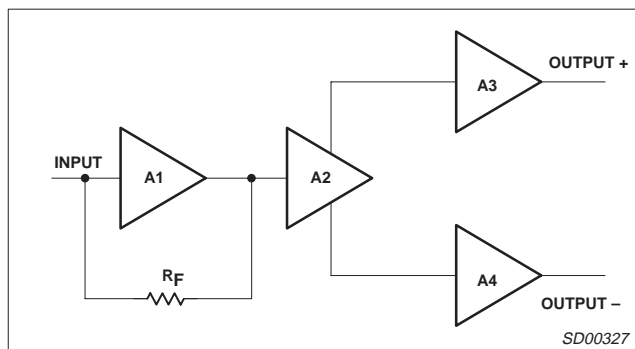 OUTPUT +
A3
INPUT
A1
A2
RF
A4
OUTPUT –
SD00327